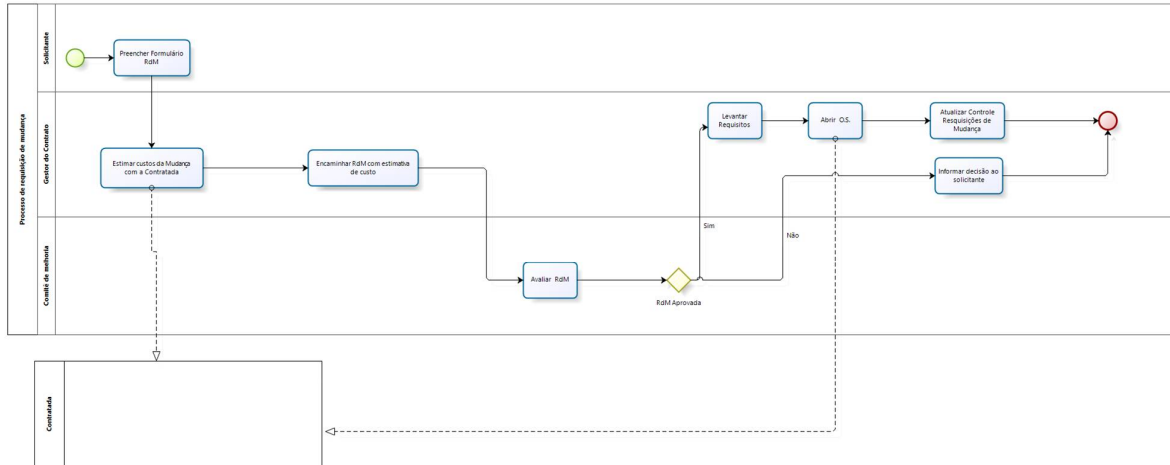 Processo de requisição de mudança
Solicitante
Preencher Formulário
RdM
Gestor do Contrato
Estimar custos da Mudança
com a Contratada
Encaminhar RdM com estimativa
de custo
Levantar
Requisitos
Abrir O.S.
Atualizar Controle
Resquisições de
Mudança
Informar decisão ao
solicitante
Comitê de mehoria
Avaliar RdM
RdM Aprovada
Sim
Não
Contratada